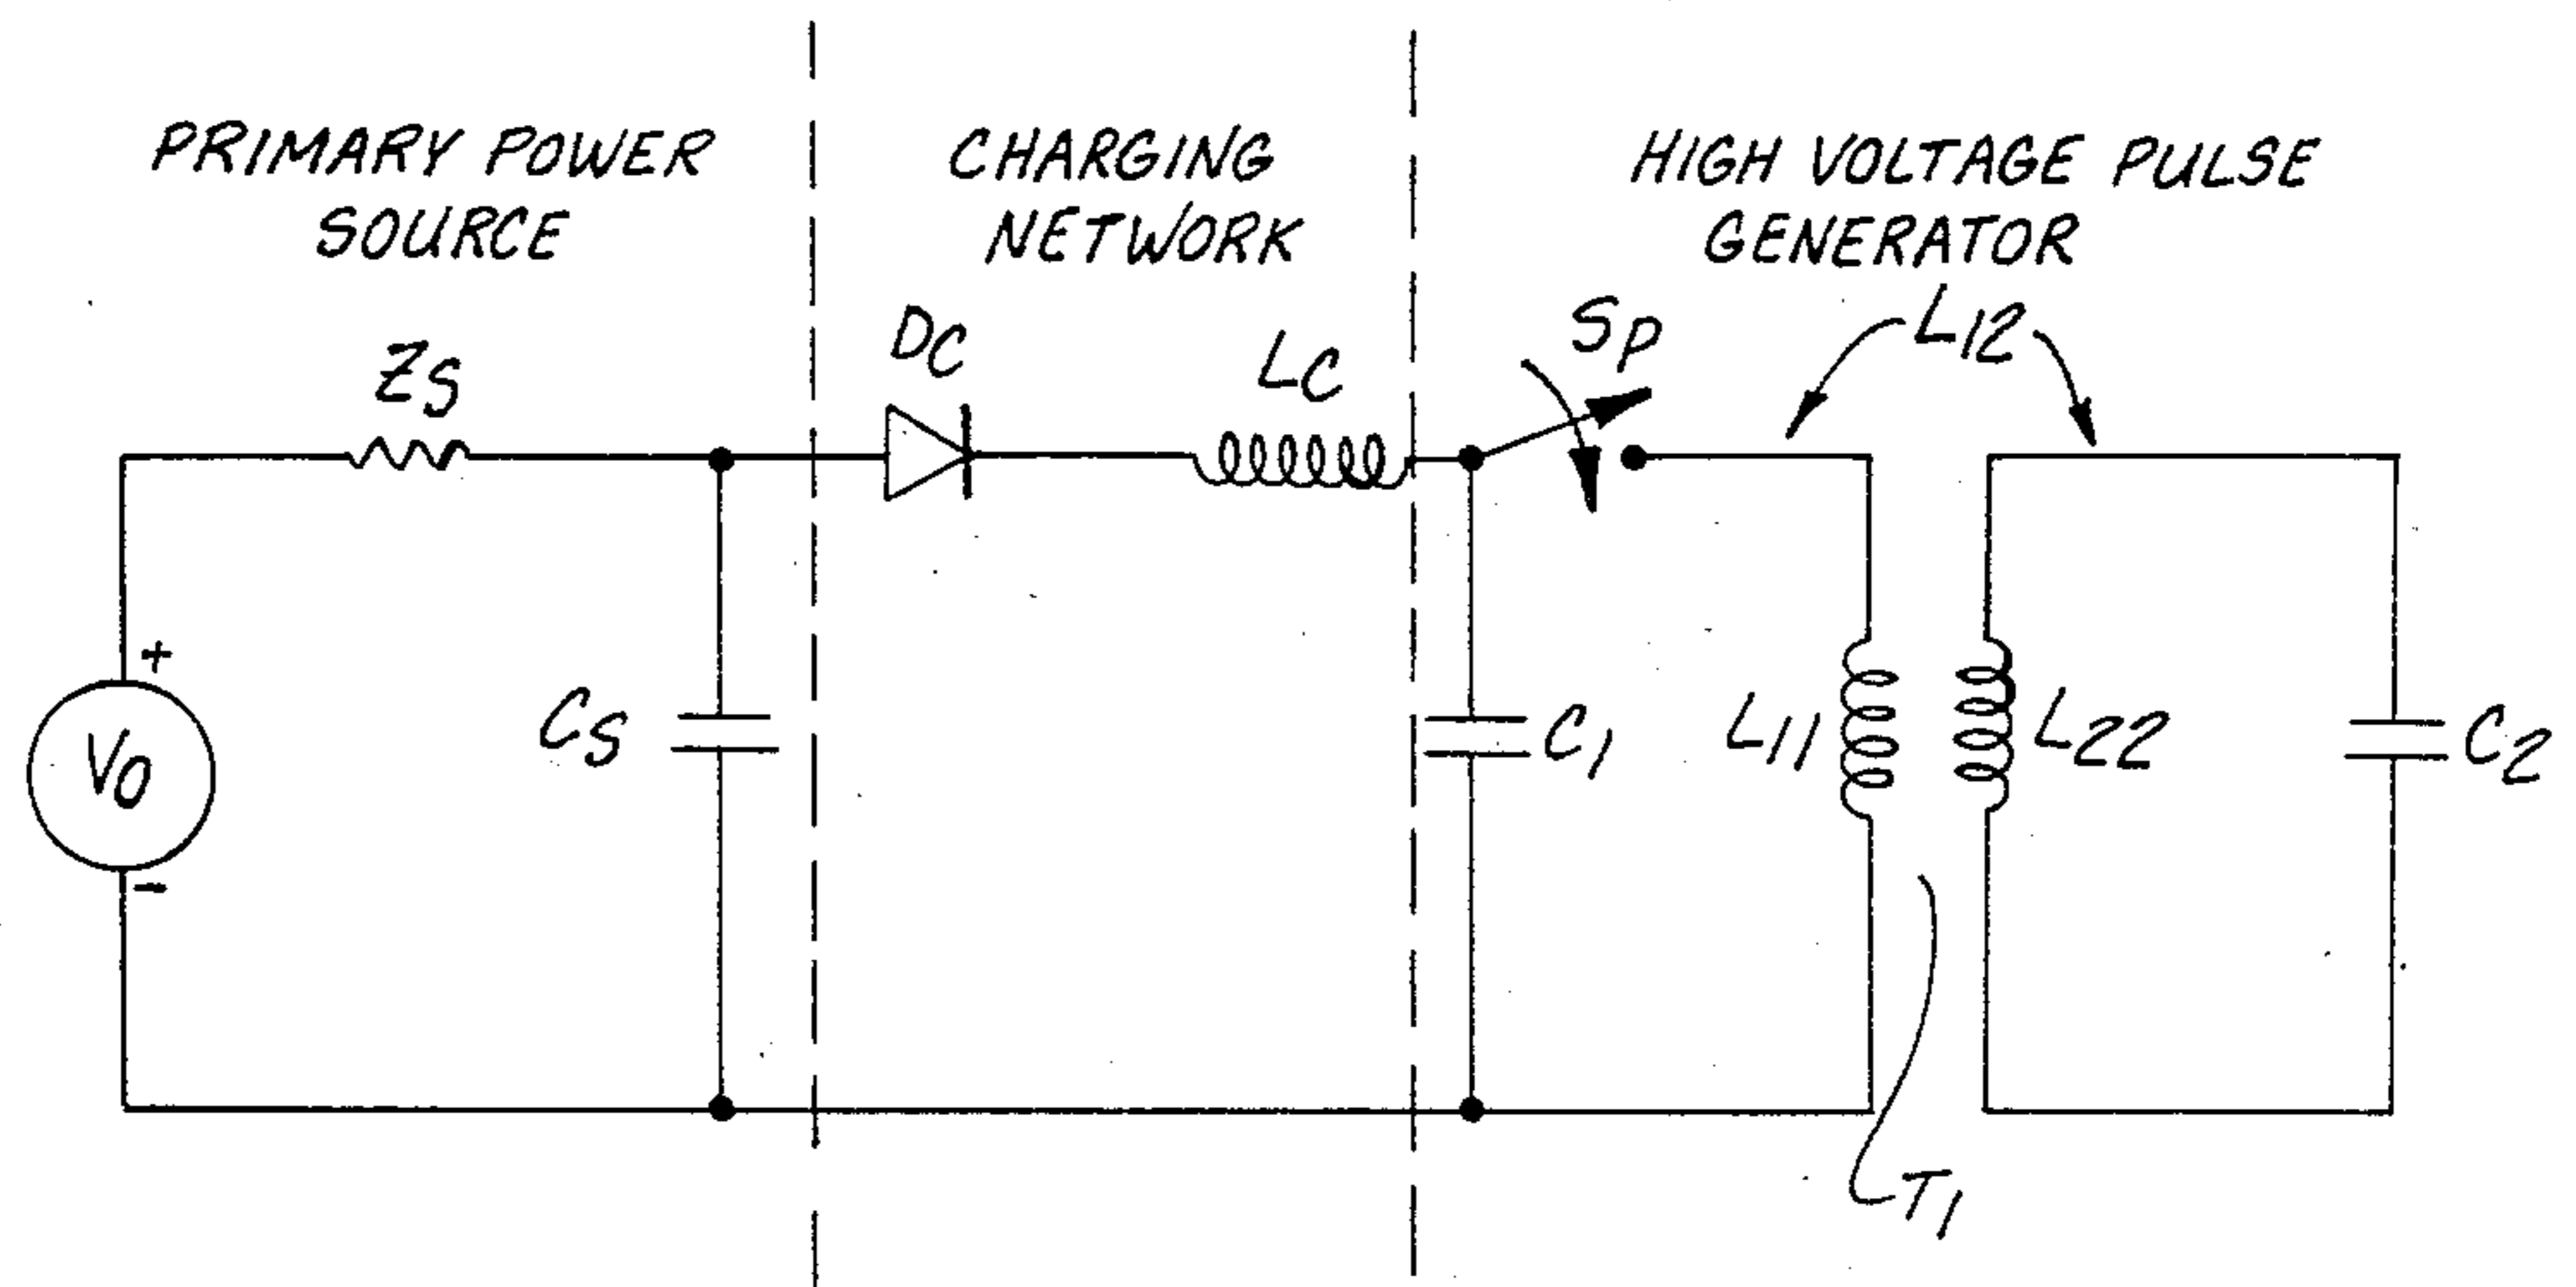 PRIMARY POWER
SOURCE
CHARGING
NETWORK
HIGH VOLTAGE PULSE
GENERATOR
ZS
DC
LC
SP
L12
+
VO
-
CS
C1
L11
L22
C2
T1